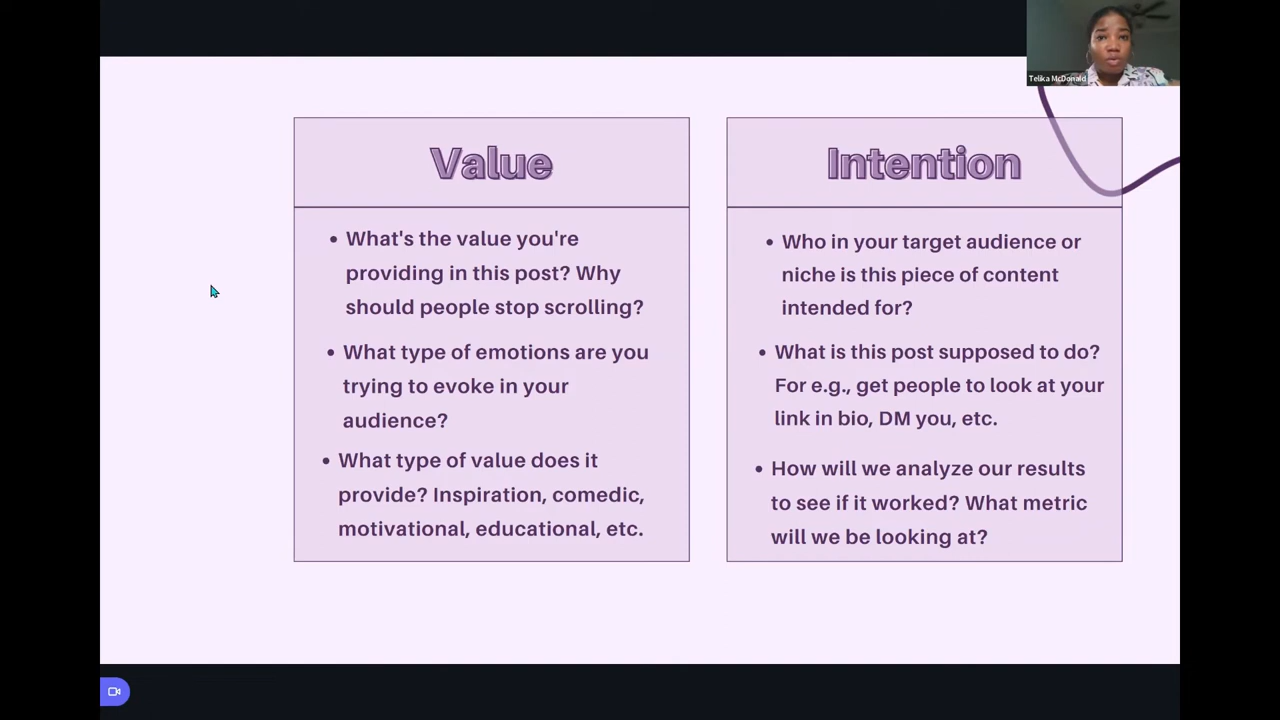 Telika McDonald
Value
• What's the value you're
providing in this post? Why
should people stop scrolling?
• What type of emotions are you
trying to evoke in your
audience?
• What type of value does it
provide? Inspiration, comedic,
motivational, educational, etc.
Intention
• Who in your target audience or
niche is this piece of content
intended for?
• What is this post supposed to do?
For e.g., get people to look at your
link in bio, DM you, etc.
• How will we analyze our results
to see if it worked? What metric
will we be looking at?